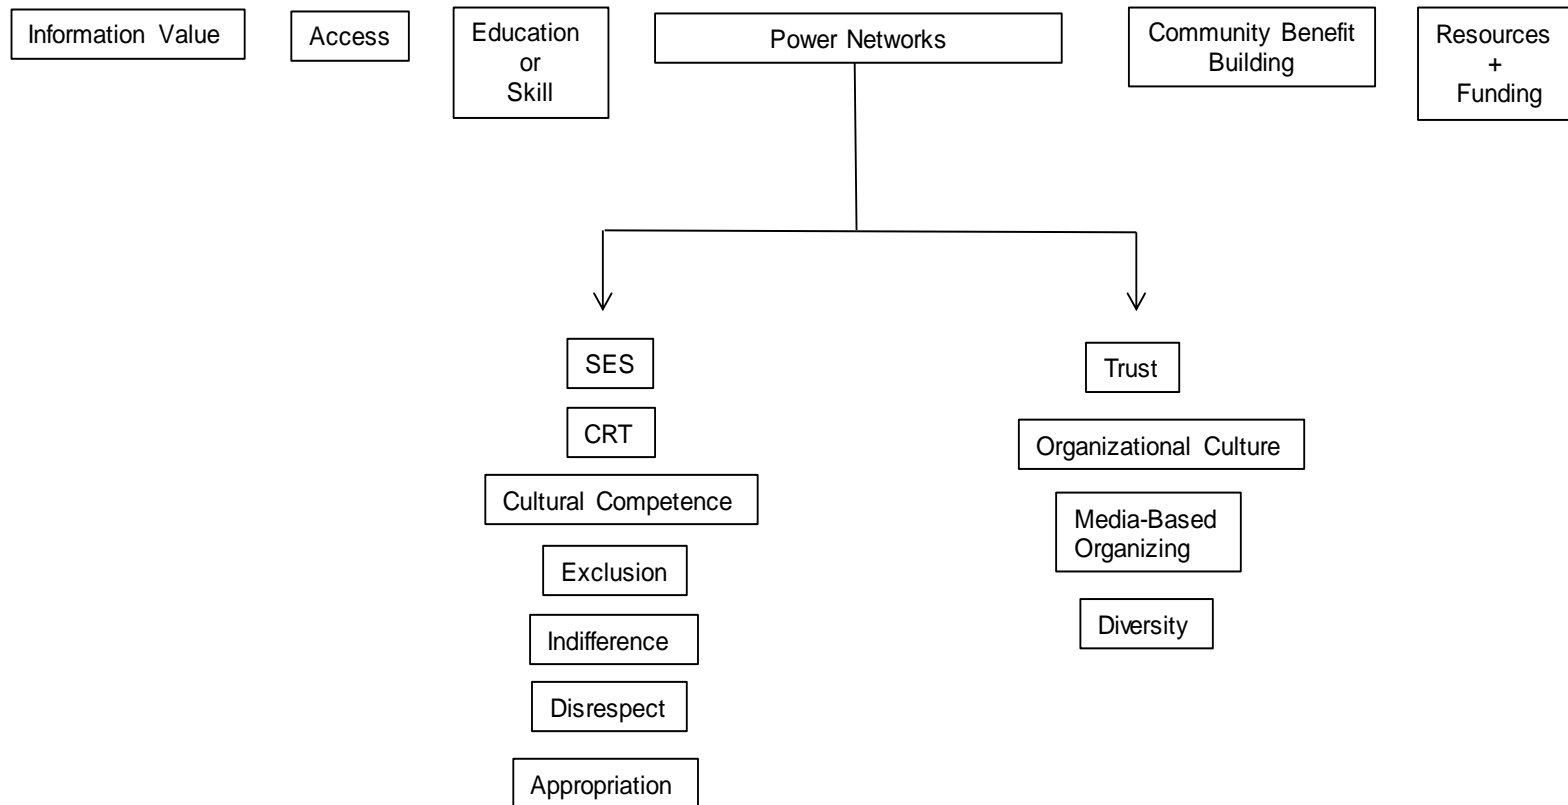 Information Value
Access
Education
or
Skill
Power Networks
Community Benefit
Building
Resources
+
Funding
SES
CRT
Cultural Competence
Exclusion
Indifference
Disrespect
Appropriation
Trust
Organizational Culture
Media-Based
Organizing
Diversity